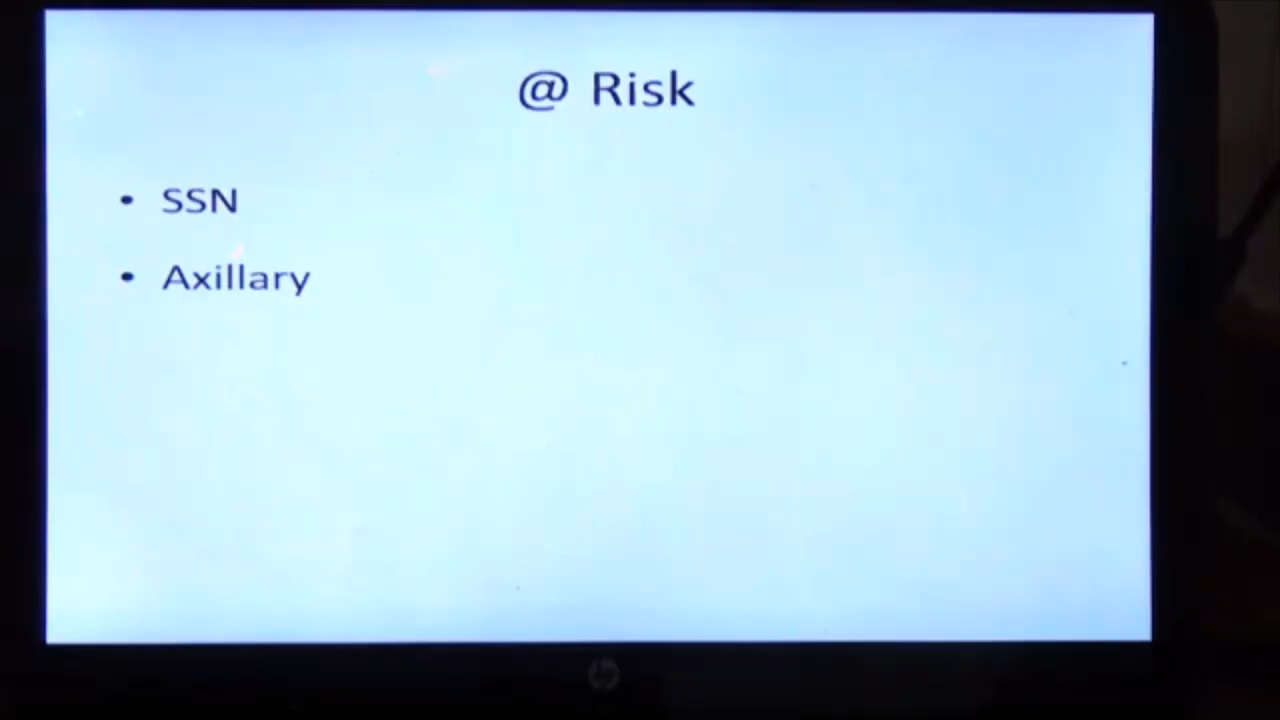 @ Risk
• SSN
• Axillary